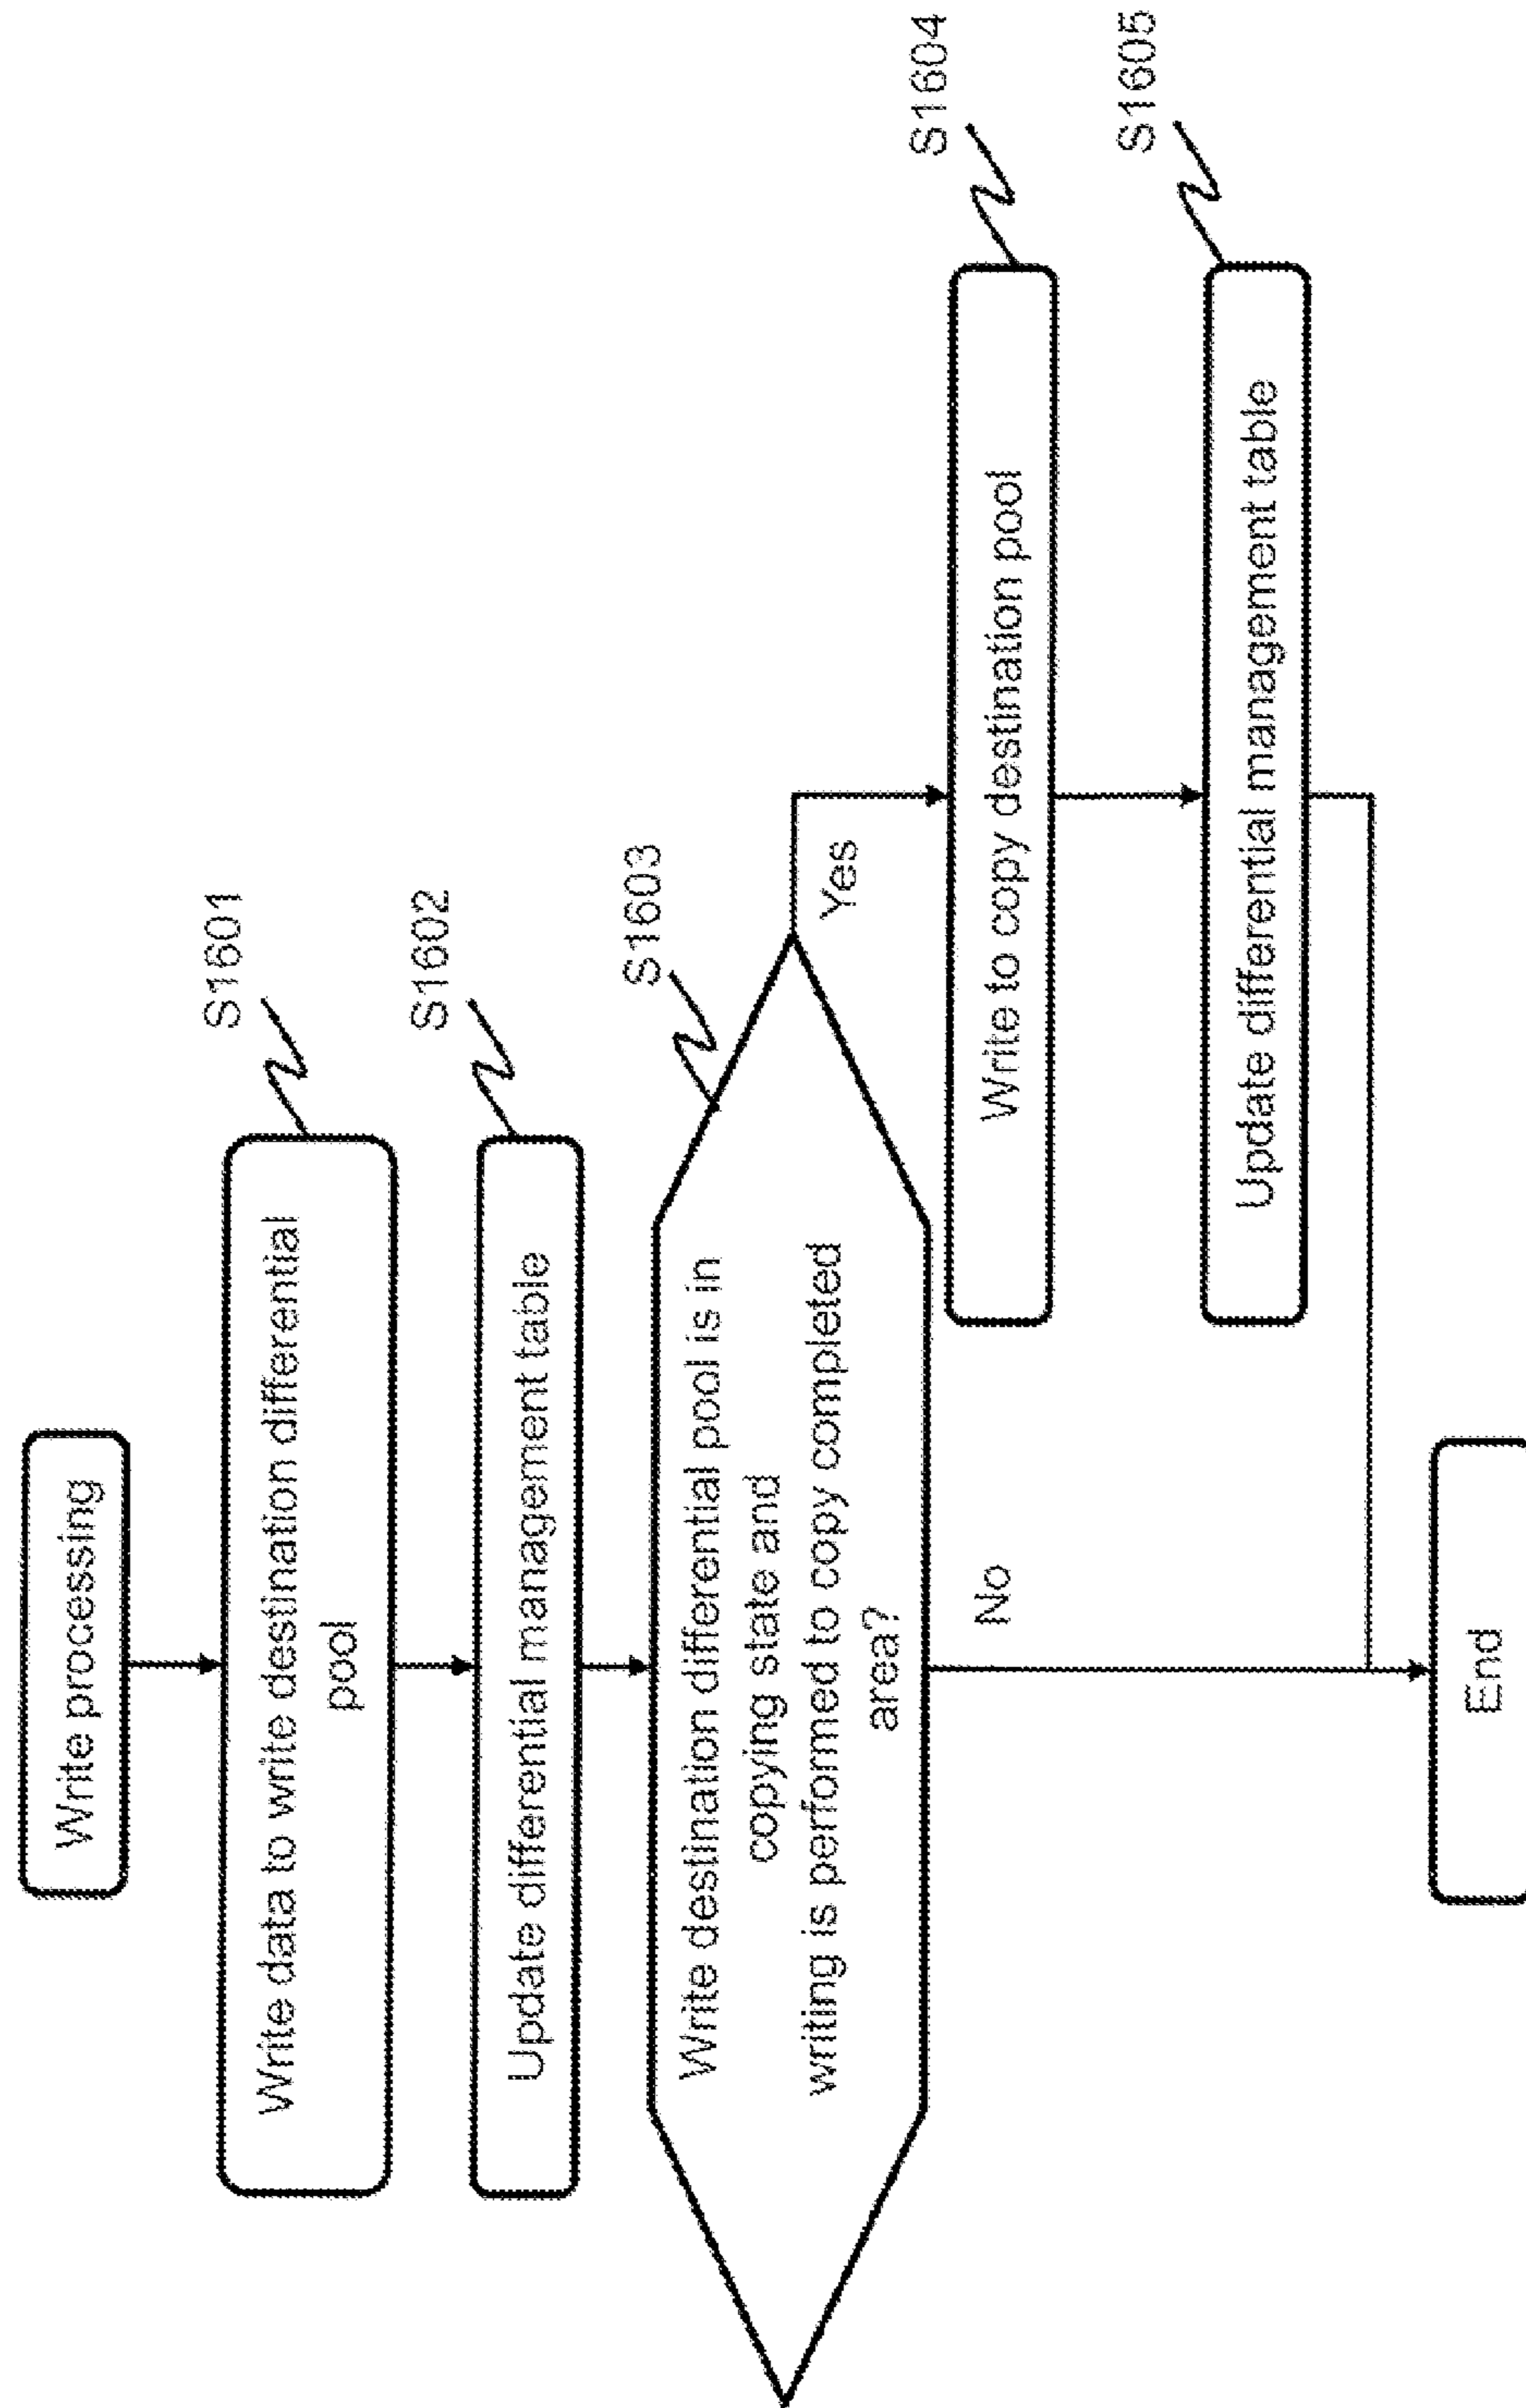 Write processing
S1601
Write data to write destination differential
pool
S1602
Update differential management table
S1603
Write destination differential pool is in
copying state and
writing is performed to copy completed
area?
Yes
No
S1604
Write to copy destination pool
S1605
Update differential management table
End